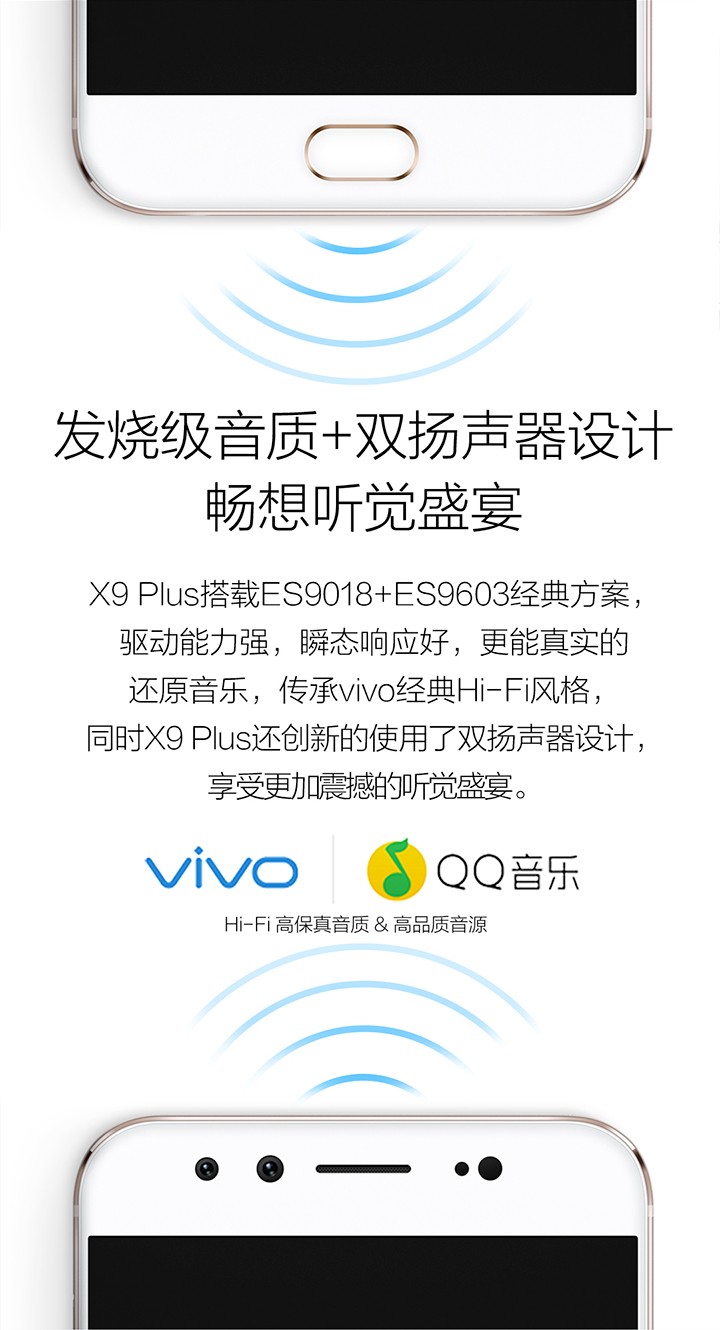 发烧级音质+双扬声器设计
畅想听觉盛宴
X9 Plus搭载ES9018+ES9603经典方案，
驱动能力强，瞬态响应好，更能真实的
还原音乐，传承vivo经典Hi-Fi风格，
同时X9 Plus还创新的使用了双扬声器设计，
享受更加震撼的听觉盛宴。
vivo QQ音乐
Hi-Fi 高保真音质 & 高品质音源